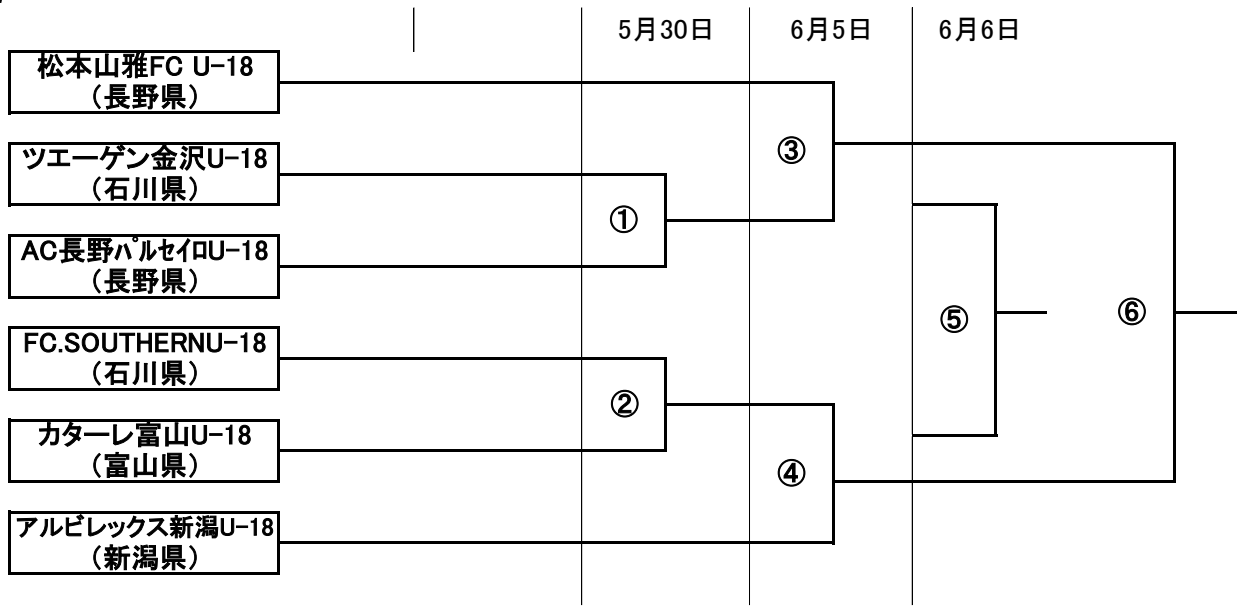 5月30日 6月5日 6月6日
松本山雅FC U-18
（長野県）
ツエーゲン金沢U-18
（石川県）
AC長野ﾊﾟﾙｾｲﾛU-18
（長野県）
FC.SOUTHERNU-18
（石川県）
カターレ富山U-18
（富山県）
アルビレックス新潟U-18
（新潟県）
①
②
③
④
⑤
⑥